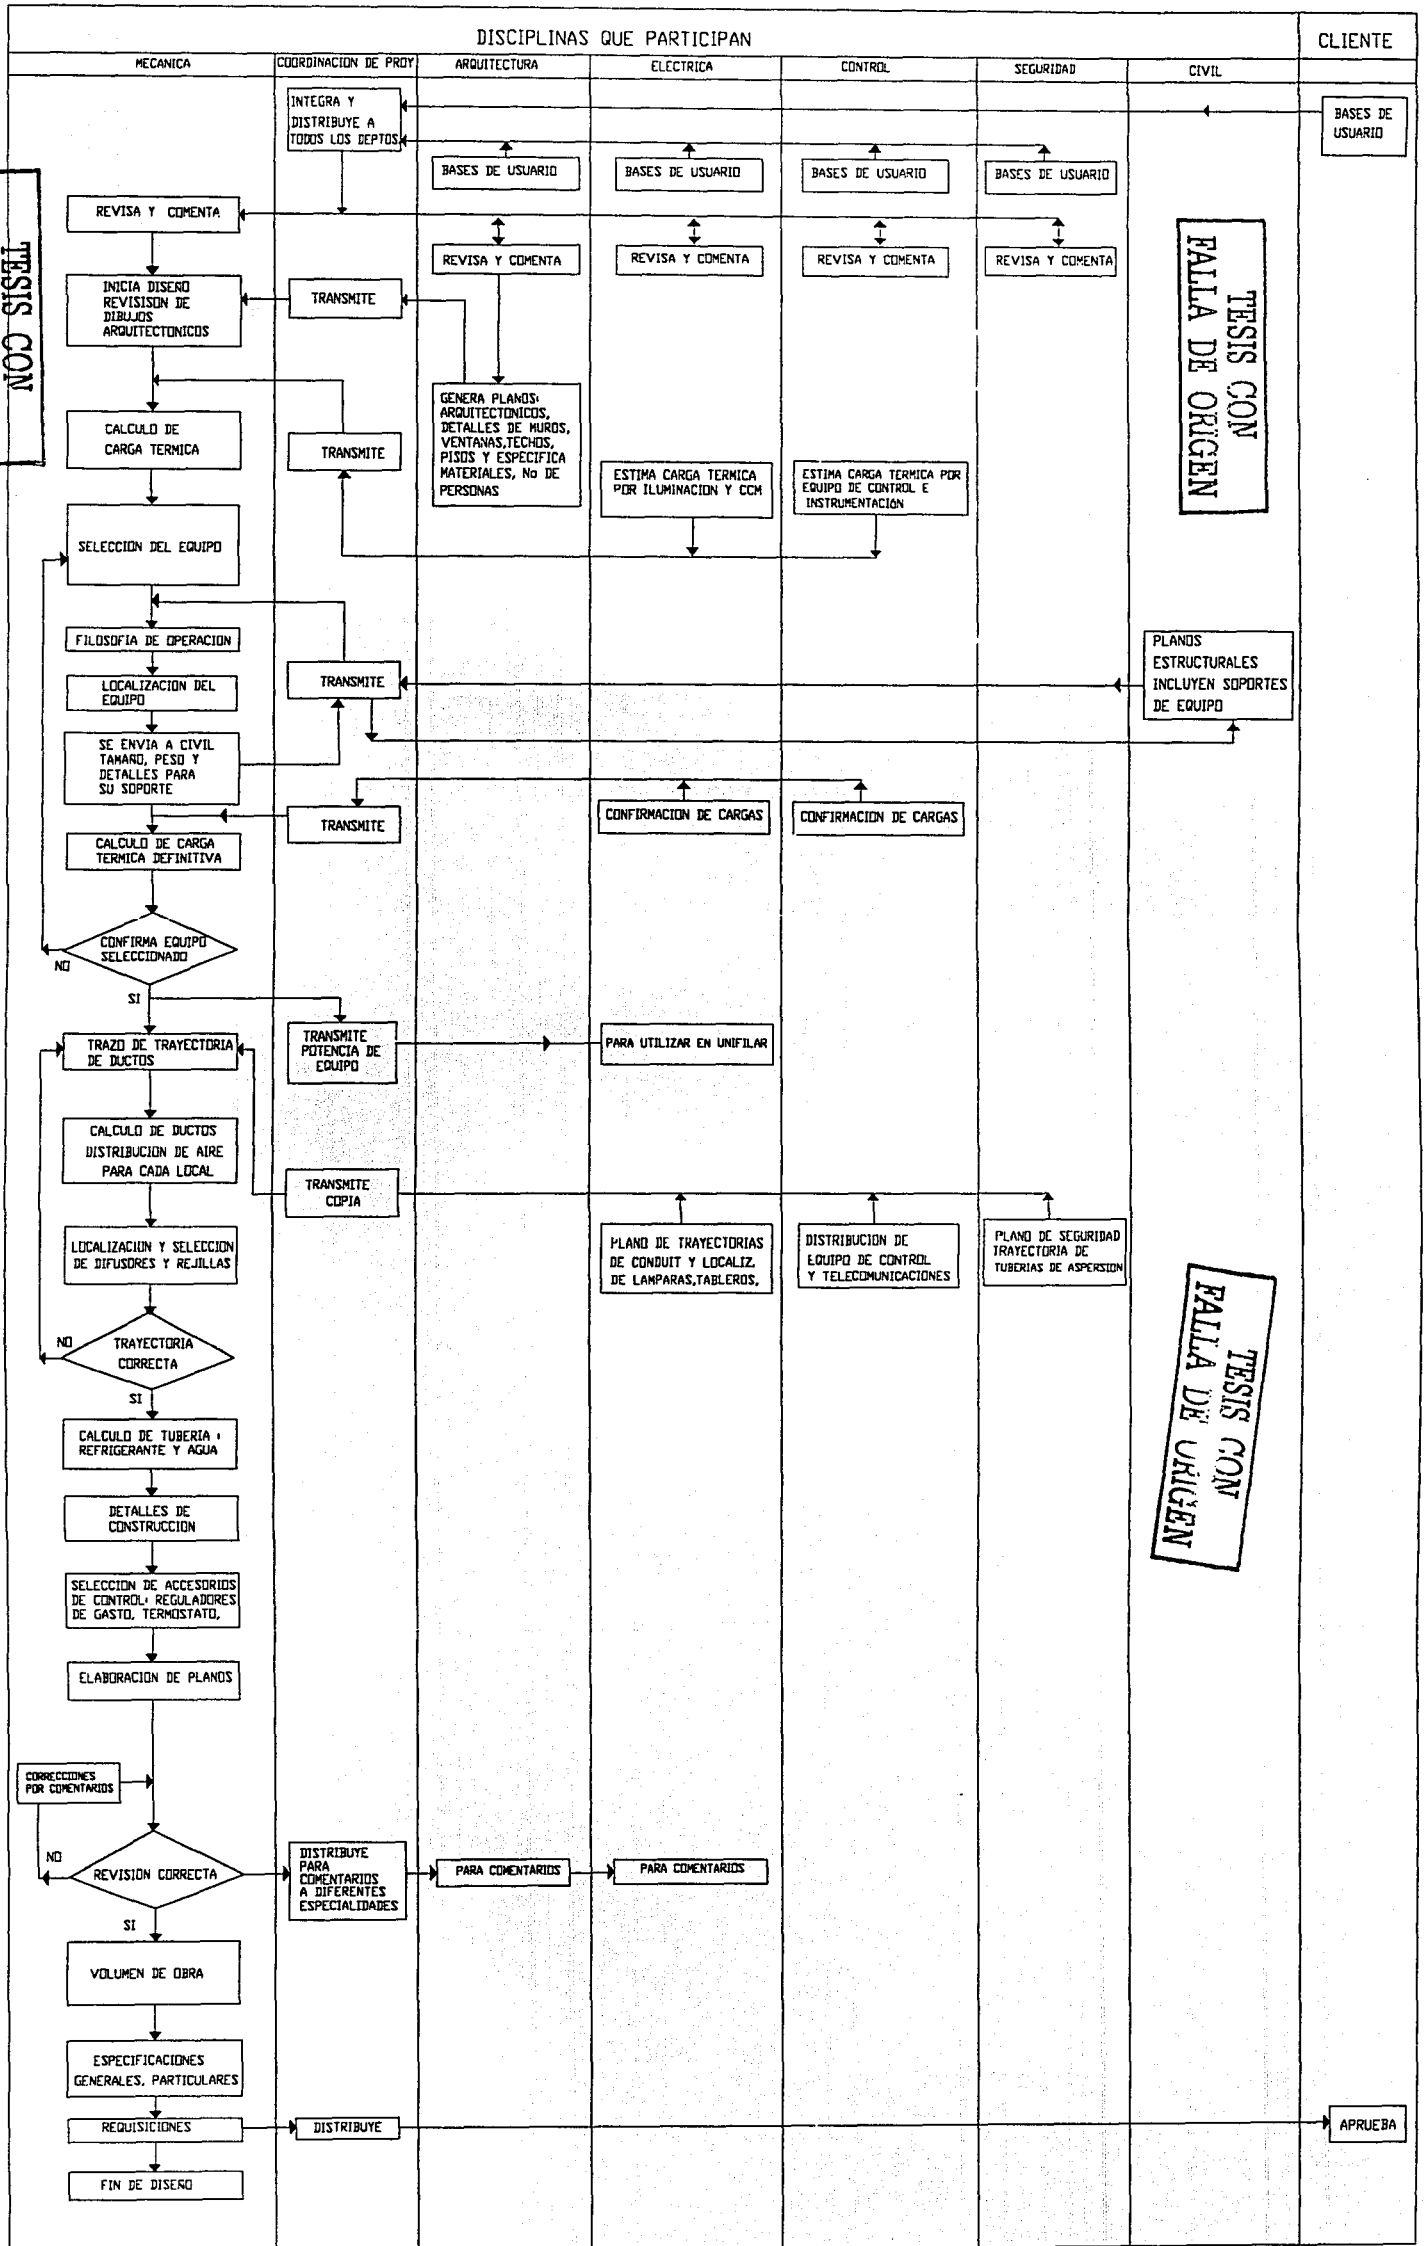 DISCIPLINAS QUE PARTICIPAN
CLIENTE
MECANICA
COORDINACION DE PROY
ARQUITECTURA
ELECTRICA
CONTROL
SEGURIDAD
CIVIL
INTEGRA Y
DISTRIBUYE A
TODOS LOS DEPTOS.
BASES DE
USUARIO
BASES DE USUARIO
BASES DE USUARIO
BASES DE USUARIO
BASES DE USUARIO
REVISA Y COMENTA
REVISA Y COMENTA
REVISA Y COMENTA
REVISA Y COMENTA
REVISA Y COMENTA
TESIS CON
TESIS CON
FALLA DE ORIGEN
INICIA DISEÑO
REVISISON DE
DIBUJOS
ARQUITECTONICOS
TRANSMITE
GENERA PLANOS:
ARQUITECTONICOS,
DETALLES DE MUROS,
VENTANAS,TECHOS,
PISOS Y ESPECIFICA
MATERIALES, No DE
PERSONAS
CALCULO DE
CARGA TERMICA
TRANSMITE
ESTIMA CARGA TERMICA
POR ILUMINACION Y CCM
ESTIMA CARGA TERMICA POR
EQUIPO DE CONTROL E
INSTRUMENTACION
SELECCION DEL EQUIPO
FILOSOFIA DE OPERACION
LOCALIZACION DEL
EQUIPO
TRANSMITE
PLANOS
ESTRUCTURALES
INCLUYEN SOPORTES
DE EQUIPO
SE ENVIA A CIVIL
TAMAÑO, PESO Y
DETALLES PARA
SU SOPORTE
TRANSMITE
CONFIRMACION DE CARGAS
CONFIRMACION DE CARGAS
CALCULO DE CARGA
TERMICA DEFINITIVA
CONFIRMA EQUIPO
SELECCIONADO
NO
SI
TRAZO DE TRAYECTORIA
DE DUCTOS
TRANSMITE
POTENCIA DE
EQUIPO
PARA UTILIZAR EN UNIFILAR
CALCULO DE DUCTOS
DISTRIBUCION DE AIRE
PARA CADA LOCAL
TRANSMITE
COPIA
LOCALIZACION Y SELECCION
DE DIFUSORES Y REJILLAS
PLANO DE TRAYECTORIAS
DE CONDUIT Y LOCALIZ.
DE LAMPARAS,TABLEROS,
DISTRIBUCION DE
EQUIPO DE CONTROL
Y TELECOMUNICACIONES
PLANO DE SEGURIDAD
TRAYECTORIA DE
TUBERIAS DE ASPERSION
TESIS CON
FALLA DE ORIGEN
NO
TRAYECTORIA
CORRECTA
SI
CALCULO DE TUBERIA :
REFRIGERANTE Y AGUA
DETALLES DE
CONSTRUCCION
SELECCION DE ACCESORIOS
DE CONTROL: REGULADORES
DE GASTO, TERMOSTATO,
ELABORACION DE PLANOS
CORRECCIONES
POR COMENTARIOS
NO
REVISION CORRECTA
SI
DISTRIBUYE
PARA
COMENTARIOS
A DIFERENTES
ESPECIALIDADES
PARA COMENTARIOS
PARA COMENTARIOS
VOLUMEN DE OBRA
ESPECIFICACIONES
GENERALES, PARTICULARES
REQUISICIONES
DISTRIBUYE
APRUEBA
FIN DE DISEÑO